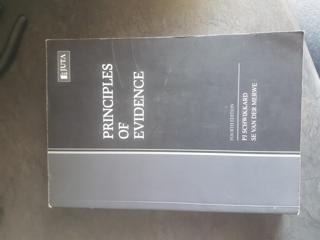 JUTA
PRINCIPLES
OF
EVIDENCE
FOURTH EDITION
PJ SCHWIKKARD
SE VAN DER MERWE